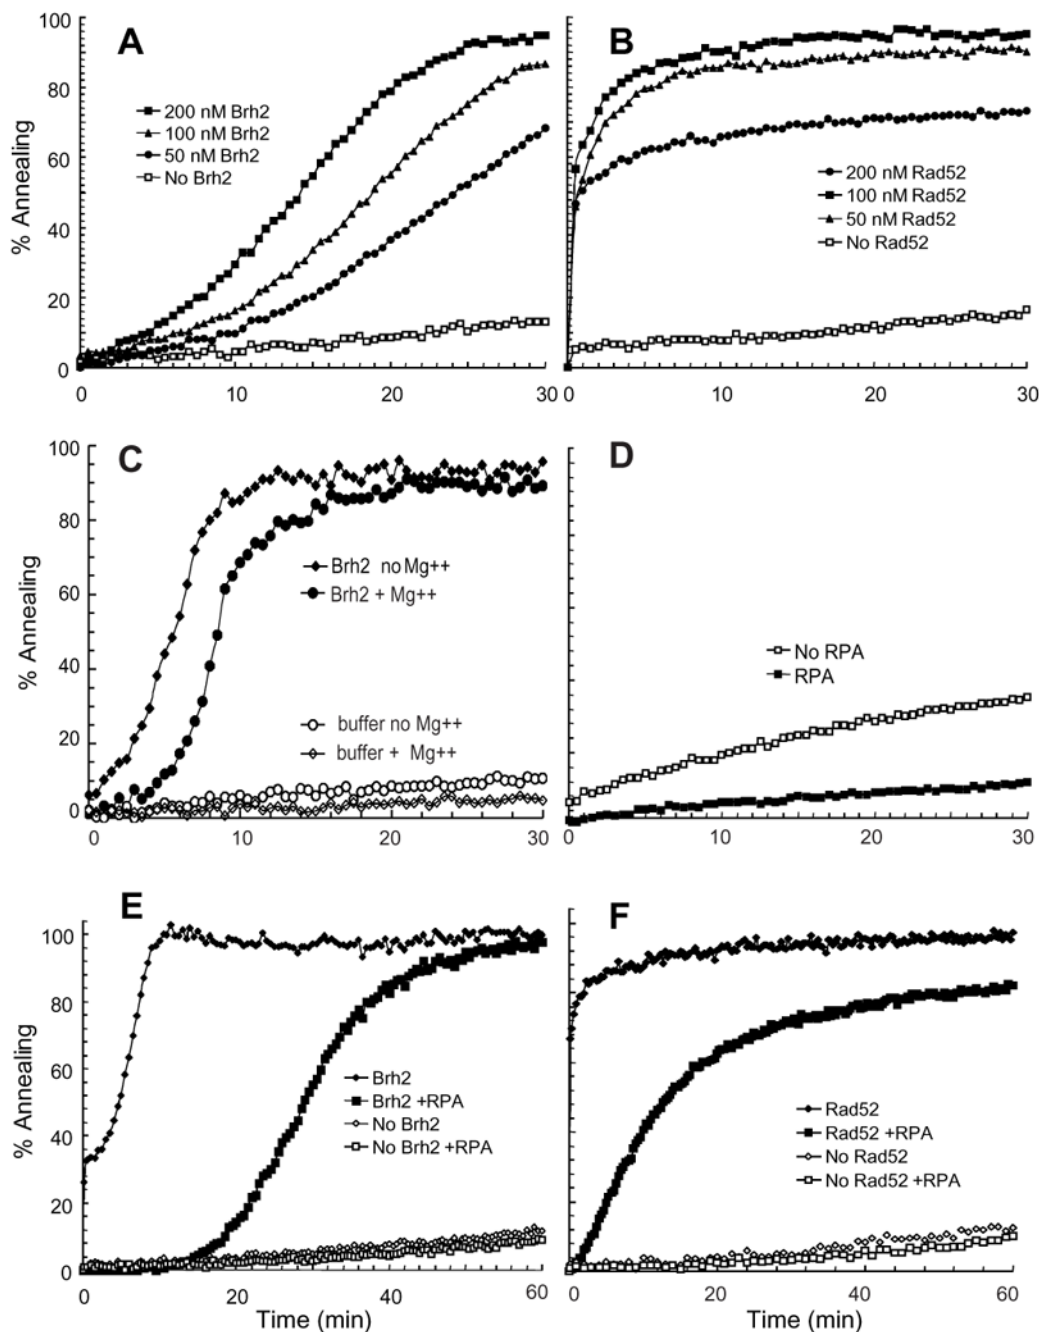 A
B
100
80
60
40
20
0
% Annealing
200 nM Brh2
100 nM Brh2
50 nM Brh2
No Brh2
200 nM Rad52
100 nM Rad52
50 nM Rad52
No Rad52
0 10 20 30
0 10 20 30
C
D
100
80
60
40
20
0
% Annealing
Brh2 no Mg++
Brh2 + Mg++
buffer no Mg++
buffer + Mg++
No RPA
RPA
0 10 20 30
0 10 20 30
E
F
100
80
60
40
20
0
% Annealing
Brh2
Brh2 +RPA
No Brh2
No Brh2 +RPA
Rad52
Rad52 +RPA
No Rad52
No Rad52 +RPA
0 20 40 60
0 20 40 60
Time (min)
Time (min)